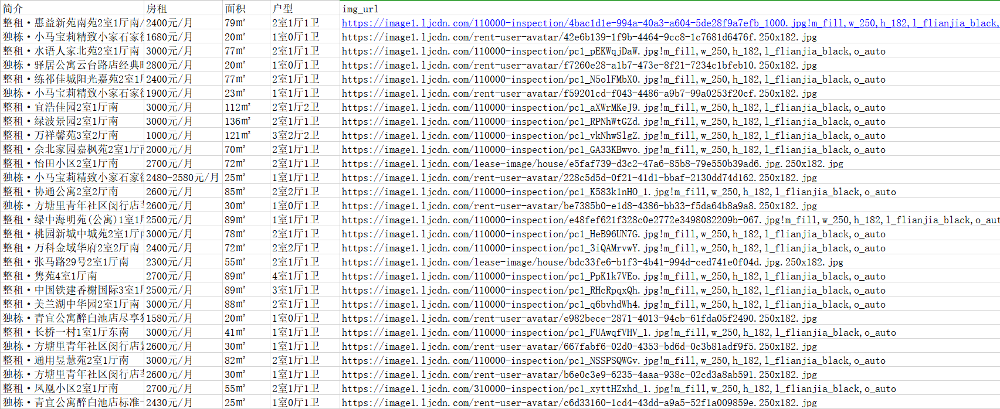 简介 房租 面积 户型 img_url
整租·惠益新苑南苑2室1厅南/ 2400元/月 79㎡ 2室1厅1卫 https://image1.ljcdn.com/110000-inspection/4bac1d1e-994a-40a3-a604-5de28f9a7efb_1000.jpg!m_fill,w_250,h_182,l_flianjia_black,
独栋·小马宝莉精致小家石家 1680元/月 20㎡ 1室0厅1卫 https://image1.ljcdn.com/rent-user-avatar/42e6b139-1f9b-4464-9cc8-1c7681d6476f.250x182.jpg
整租·水语人家北苑2室1厅南 3000元/月 77㎡ 2室1厅1卫 https://image1.ljcdn.com/110000-inspection/pc1_pEKWqjDaW.jpg!m_fill,w_250,h_182,l_flianjia_black,o_auto
独栋·驿居公寓云台路店经典 2800元/月 20㎡ 1室0厅1卫 https://image1.ljcdn.com/rent-user-avatar/f7260e28-a1b7-473e-8f21-7234c1bfeb10.250x182.jpg
整租·练祁佳城阳光嘉苑2室1 2400元/月 77㎡ 2室1厅1卫 https://image1.ljcdn.com/110000-inspection/pc1_N5olFMbXO.jpg!m_fill,w_250,h_182,l_flianjia_black,o_auto
独栋·小马宝莉精致小家石家 1900元/月 23㎡ 1室1厅1卫 https://image1.ljcdn.com/rent-user-avatar/f59201cd-f043-4486-a9b7-99a0253f20cf.250x182.jpg
整租·宜浩佳园2室1厅南 3000元/月 112㎡ 2室1厅2卫 https://image1.ljcdn.com/110000-inspection/pc1_aXWrMKeJ9.jpg!m_fill,w_250,h_182,l_flianjia_black,o_auto
整租·绿波景园2室1厅南 3000元/月 136㎡ 2室1厅1卫 https://image1.ljcdn.com/110000-inspection/pc1_RPNhWtGZd.jpg!m_fill,w_250,h_182,l_flianjia_black,o_auto
整租·万祥馨苑3室2厅南 1000元/月 121㎡ 3室2厅2卫 https://image1.ljcdn.com/110000-inspection/pc1_vkNhwSlgZ.jpg!m_fill,w_250,h_182,l_flianjia_black,o_auto
整租·佘北家园嘉枫苑2室1厅 2000元/月 70㎡ 2室1厅1卫 https://image1.ljcdn.com/110000-inspection/pc1_GA33KBwvo.jpg!m_fill,w_250,h_182,l_flianjia_black,o_auto
整租·怡田小区2室1厅南 2700元/月 72㎡ 2室1厅1卫 https://image1.ljcdn.com/lease-image/house/e5faf739-d3c2-47a6-85b8-79e550b39ad6.jpg.250x182.jpg
独栋·小马宝莉精致小家石家 2480-2580元/月 25㎡ 1室1厅1卫 https://image1.ljcdn.com/rent-user-avatar/228c5d5d-0f21-41d1-bbaf-2130dd74d162.250x182.jpg
整租·协通公寓2室2厅南 2600元/月 85㎡ 2室2厅1卫 https://image1.ljcdn.com/110000-inspection/pc1_K583k1nHO_1.jpg!m_fill,w_250,h_182,l_flianjia_black,o_auto
独栋·方塘里青年社区闵行店 2600元/月 30㎡ 1室0厅1卫 https://image1.ljcdn.com/rent-user-avatar/be7385b0-e1d8-4386-bb33-f5da64b8a9a8.250x182.jpg
整租·绿中海明苑(公寓)1室1 2500元/月 89㎡ 1室1厅1卫 https://image1.ljcdn.com/110000-inspection/e48fef621f328c0e2772e3498082209b-067.jpg!m_fill,w_250,h_182,l_flianjia_black,o_aut
整租·桃园新城中城苑2室1厅 3000元/月 78㎡ 2室1厅1卫 https://image1.ljcdn.com/110000-inspection/pc1_HeB96UN7G.jpg!m_fill,w_250,h_182,l_flianjia_black,o_auto
整租·万科金域华府2室2厅南 2400元/月 72㎡ 2室2厅1卫 https://image1.ljcdn.com/110000-inspection/pc1_3iQAMrvwY.jpg!m_fill,w_250,h_182,l_flianjia_black,o_auto
整租·张马路29号2室1厅南 2300元/月 55㎡ 2室1厅1卫 https://image1.ljcdn.com/lease-image/house/bdc33fe6-b1f3-4b41-994d-ced741e0f04d.jpg.250x182.jpg
整租·隽苑4室1厅南 2700元/月 89㎡ 4室1厅1卫 https://image1.ljcdn.com/110000-inspection/pc1_PpK1k7VEo.jpg!m_fill,w_250,h_182,l_flianjia_black,o_auto
整租·中国铁建香榭国际3室1 2500元/月 89㎡ 3室1厅1卫 https://image1.ljcdn.com/110000-inspection/pc1_RHcRpqxQh.jpg!m_fill,w_250,h_182,l_flianjia_black,o_auto
整租·美兰湖中华园2室1厅南 3000元/月 88㎡ 2室1厅1卫 https://image1.ljcdn.com/110000-inspection/pc1_q6bvhdWh4.jpg!m_fill,w_250,h_182,l_flianjia_black,o_auto
独栋·青宜公寓醉白池店尽享 1580元/月 20㎡ 1室0厅1卫 https://image1.ljcdn.com/rent-user-avatar/e982bece-2871-4013-94cb-61fda05f2490.250x182.jpg
整租·长桥一村1室1厅东南 3000元/月 41㎡ 1室1厅1卫 https://image1.ljcdn.com/110000-inspection/pc1_FUAwqfVHV_1.jpg!m_fill,w_250,h_182,l_flianjia_black,o_auto
独栋·方塘里青年社区闵行店 2600元/月 30㎡ 1室1厅1卫 https://image1.ljcdn.com/rent-user-avatar/667fabf6-02d0-4353-bd6d-0c3b81adf9f5.250x182.jpg
整租·通用昱慧苑2室1厅南 3000元/月 82㎡ 2室1厅1卫 https://image1.ljcdn.com/110000-inspection/pc1_NSSPSQWGv.jpg!m_fill,w_250,h_182,l_flianjia_black,o_auto
独栋·方塘里青年社区闵行店 2600元/月 30㎡ 1室1厅1卫 https://image1.ljcdn.com/rent-user-avatar/b6e0c3e9-6235-4aaa-938c-02cd3a8ab591.250x182.jpg
整租·凤凰小区2室1厅南 2700元/月 55㎡ 2室1厅1卫 https://image1.ljcdn.com/310000-inspection/pc1_xyttHZxhd_1.jpg!m_fill,w_250,h_182,l_flianjia_black,o_auto
独栋·青宜公寓醉白池店标准 2430元/月 25㎡ 1室0厅1卫 https://image1.ljcdn.com/rent-user-avatar/c6d33160-1cd4-43dd-a9a5-52f1a009859e.250x182.jpg